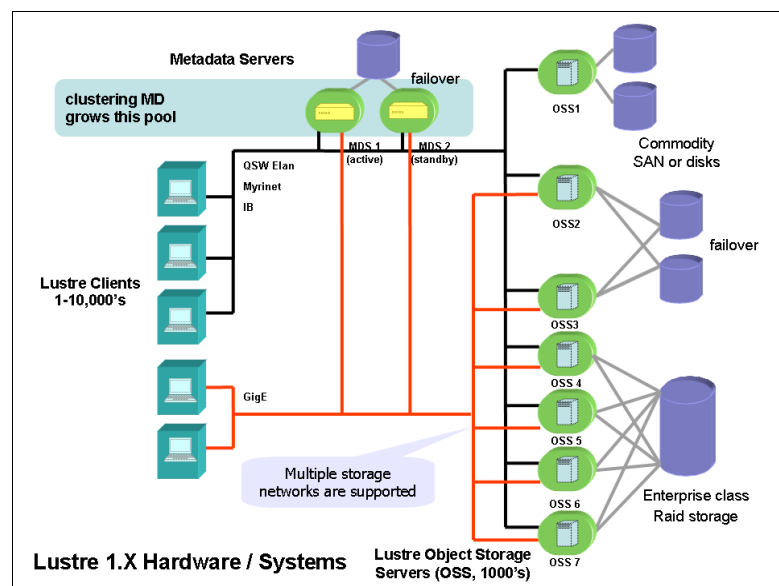 Metadata Servers
failover
clustering MD
grows this pool
MDS 1
(active)
MDS 2
(standby)
OSS1
Commodity
SAN or disks
QSW Elan
Myrinet
IB
OSS2
failover
Lustre Clients
1-10,000's
OSS3
OSS 4
GigE
OSS 5
Multiple storage
networks are supported
OSS 6
Enterprise class
Raid storage
OSS 7
Lustre 1.X Hardware / Systems
Lustre Object Storage
Servers (OSS, 1000's)